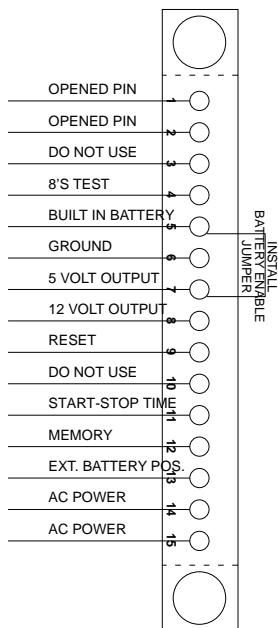 OPENED PIN
1
OPENED PIN
2
DO NOT USE
3
8'S TEST
4
BUILT IN BATTERY
5
GROUND
6
5 VOLT OUTPUT
7
12 VOLT OUTPUT
8
RESET
9
DO NOT USE
10
START-STOP TIME
11
MEMORY
12
EXT. BATTERY POS.
13
AC POWER
14
AC POWER
15
INSTALL
BATTERY ENABLE
JUMPER